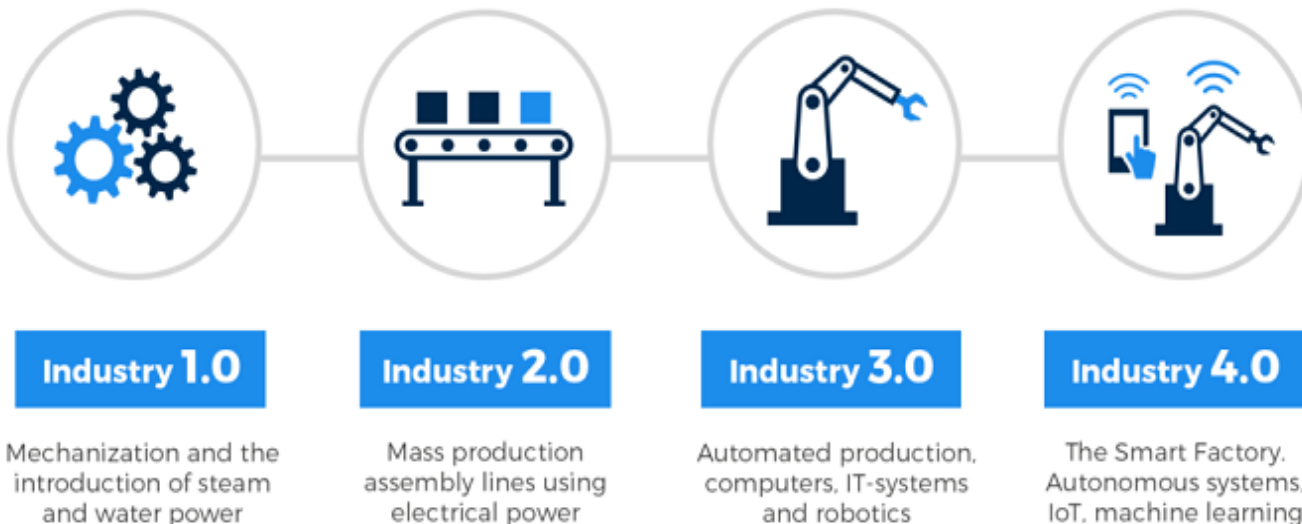 Industry 1.0
Mechanization and the
introduction of steam
and water power
Industry 2.0
Mass production
assembly lines using
electrical power
Industry 3.0
Automated production,
computers, IT-systems
and robotics
Industry 4.0
The Smart Factory.
Autonomous systems,
IoT, machine learning